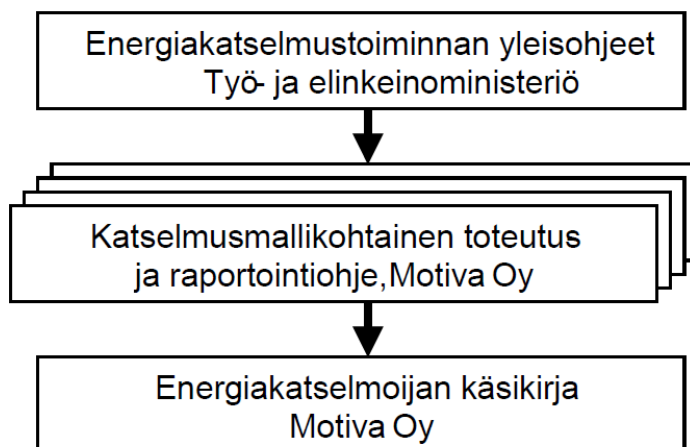 Energiakatselmustoiminnan yleisohjeet
Työ- ja elinkeinoministeriö
Katselmusmallikohtainen toteutus
ja raportointiohje,Motiva Oy
Energiakatselmoijan käsikirja
Motiva Oy